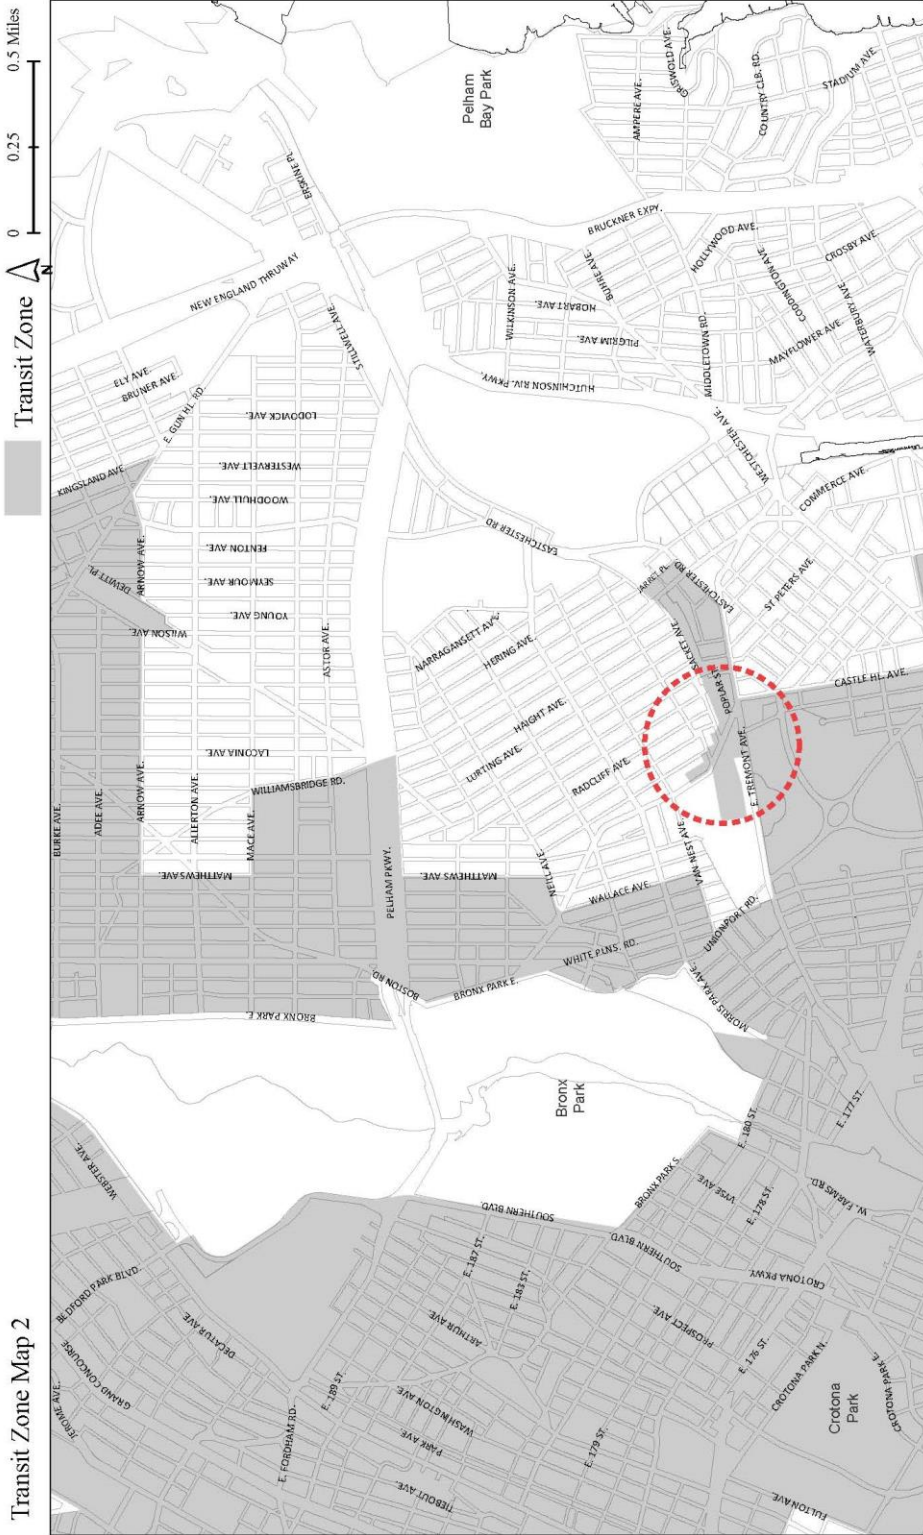 Transit Zone Map 2
Transit Zone
0 0.25 0.5 Miles
N
JEROME AVE.
GRAND CONCOURSE
BEDFORD PARK BLVD.
WEBSTER AVE.
DECATUR AVE
E. FORDHAM RD.
E. 189 ST.
TIEBOUT AVE.
PARK AVE
WASHINGTON AVE.
ARTHUR AVE
E. 187 ST.
E. 183 ST.
E. 179 ST.
SOUTHERN BLVD.
SOUTHERN BLVD
BRONX PARK S.
PROSPECT AVE.
VYSE AVE
E. 180 ST.
E. 178 ST.
E. 177 ST.
E. 176 ST.
W. FARMS RD.
CROTONA PKWY.
CROTONA PARK N.
CROTONA PARK E.
Crotona
Park
FULTON AVE.
Bronx
Park
BURKE AVE.
ADEE AVE.
ARNOW AVE.
ALLERTON AVE.
MACE AVE.
MATTHEWS AVE.
WILLIAMSBRIDGE RD.
BRONX PARK E.
BOSTON RD.
PELHAM PKWY.
BRONX PARK E.
MATTHEWS AVE.
WHITE PLNS. RD.
WALLACE AVE.
NEILL AVE.
MORRIS PARK AVE.
UNIONPORT RD.
VAN NEST AVE.
LACONIA AVE.
WILSON AVE.
DEWITT PL.
ARNOW AVE.
KINGSLAND AVE
E. GUN HL. RD.
ASTOR AVE.
YOUNG AVE.
SEYMOUR AVE.
FENTON AVE.
WOODHULL AVE.
WESTERVELT AVE.
LODOVICK AVE.
BRUNER AVE.
ELY AVE.
STILLWELL AVE.
NEW ENGLAND THRUWAY
ERSKINE PL.
LURTING AVE.
HAIGHT AVE.
RADCLIFF AVE.
HERING AVE.
NARRAGANSETT AVE.
EASTCHESTER RD
SACKET AVE.
POPLAR ST.
E. TREMONT AVE.
EASTCHESTER RD
ST PETERS AVE.
CASTLE HL. AVE.
COMMERCE AVE.
WESTCHESTER AVE.
HUTCHINSON RIV. PKWY.
WILKINSON AVE.
PILGRIM AVE.
HOBART AVE.
BUHRE AVE.
BRUCKNER EXPY.
MIDDLETOWN RD.
HOLLYWOOD AVE.
CODDINGTON AVE.
MAYFLOWER AVE.
WATERBURY AVE.
CROSBY AVE.
Pelham
Bay Park
AMPERE AVE.
GRISWOLD AVE.
COUNTRY CLB. RD.
STADIUM AVE.